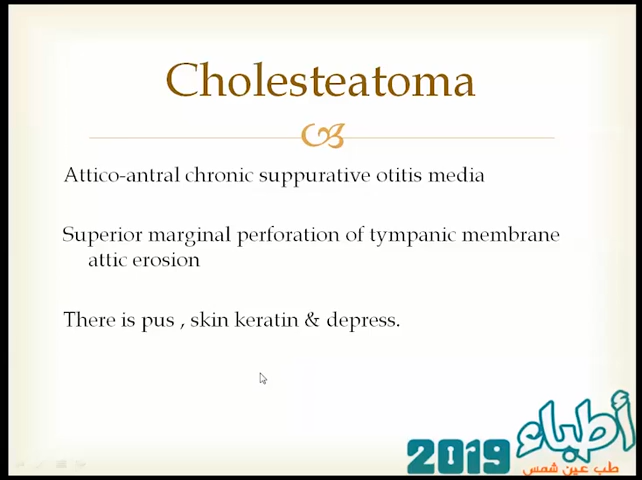 Cholesteatoma
Attico-antral chronic suppurative otitis media
Superior marginal perforation of tympanic membrane
attic erosion
There is pus , skin keratin & depress.
أطباء
2019
طب عين شمس